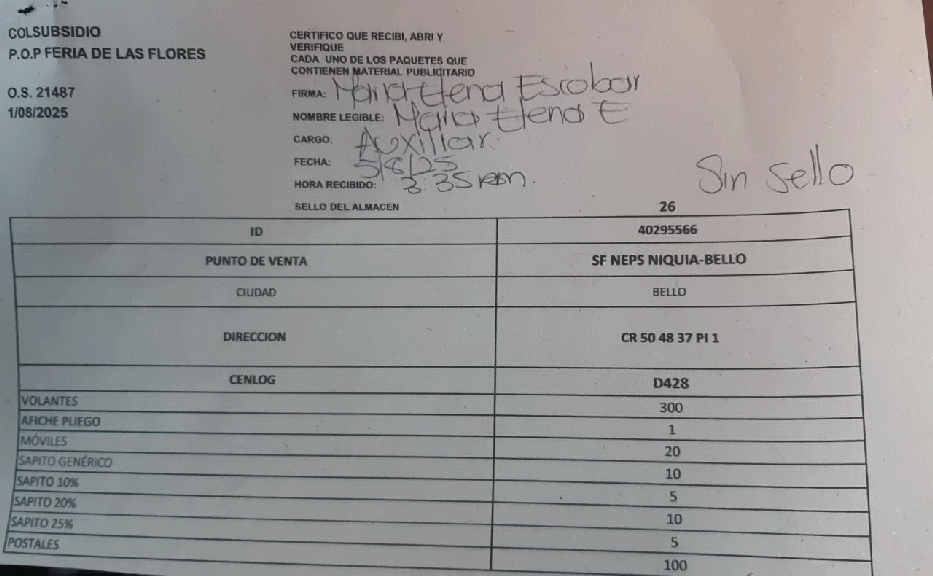 COLSUBSIDIO
P.O.P FERIA DE LAS FLORES
O.S. 21487
1/08/2025
CERTIFICO QUE RECIBI, ABRI Y
VERIFIQUE
CADA UNO DE LOS PAQUETES QUE
CONTIENEN MATERIAL PUBLICITARIO
FIRMA: Maria Elena Escobar
NOMBRE LEGIBLE: Maria Elena E
CARGO: Auxiliar.
FECHA: 5/8/25
HORA RECIBIDO: 3:35
Sin Sello
SELLO DEL ALMACEN
26
ID 40295566
PUNTO DE VENTA SF NEPS NIQUIA-BELLO
CIUDAD BELLO
DIRECCION CR 50 48 37 PI 1
CENLOG D428
VOLANTES 300
AFICHE PLIEGO 1
MÓVILES 20
SAPITO GENÉRICO 10
SAPITO 10% 5
SAPITO 20% 10
SAPITO 25% 5
POSTALES 100